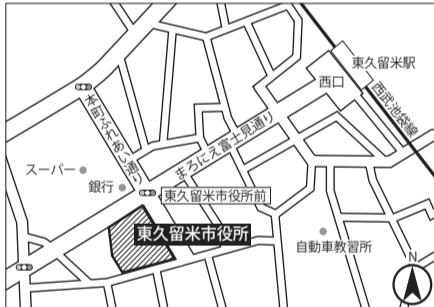 東久留米駅
西口
西武池袋線
本町ふれあい通り
まろにえ富士見通り
スーパー
銀行
東久留米市役所前
東久留米市役所
自動車教習所
N